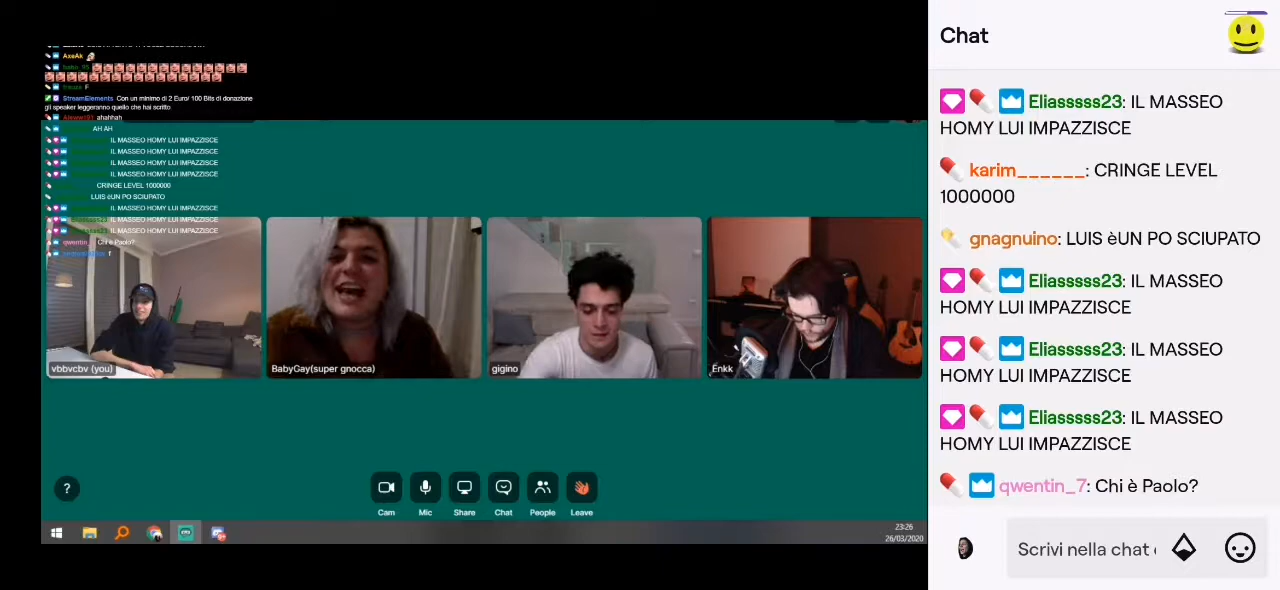 AxeAk
StreamElements Con un minimo di 2 Euro/ 100 Bits di donazione
gli speaker leggeranno quello che hai scritto
ahahhah
AH AH
IL MASSEO HOMY LUI IMPAZZISCE
IL MASSEO HOMY LUI IMPAZZISCE
IL MASSEO HOMY LUI IMPAZZISCE
IL MASSEO HOMY LUI IMPAZZISCE
CRINGE LEVEL 1000000
LUIS èUN PO SCIUPATO
IL MASSEO HOMY LUI IMPAZZISCE
IL MASSEO HOMY LUI IMPAZZISCE
IL MASSEO HOMY LUI IMPAZZISCE
qwentin_7 Chi è Paolo?
f
vbbvcbv (you)
BabyGay(super gnocca)
gigino
Enkk
?
Cam
Mic
Share
Chat
People
Leave
23:26
26/03/2020
Chat
Eliasssss23: IL MASSEO
HOMY LUI IMPAZZISCE
karim______: CRINGE LEVEL
1000000
gnagnuino: LUIS èUN PO SCIUPATO
Eliasssss23: IL MASSEO
HOMY LUI IMPAZZISCE
Eliasssss23: IL MASSEO
HOMY LUI IMPAZZISCE
Eliasssss23: IL MASSEO
HOMY LUI IMPAZZISCE
qwentin_7: Chi è Paolo?
Scrivi nella chat